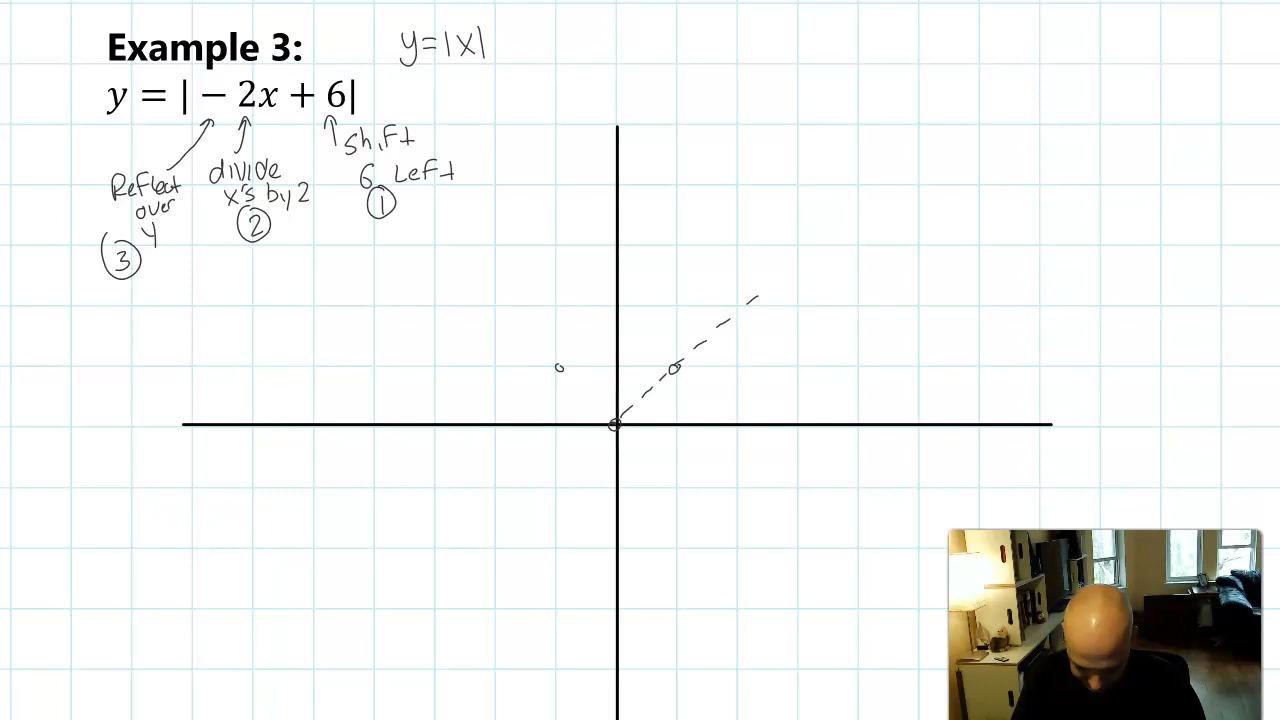 Example 3:
y = |x|
y = |− 2x + 6|
Shift
6 Left
①
divide
x's by 2
②
Reflect
over
y
③